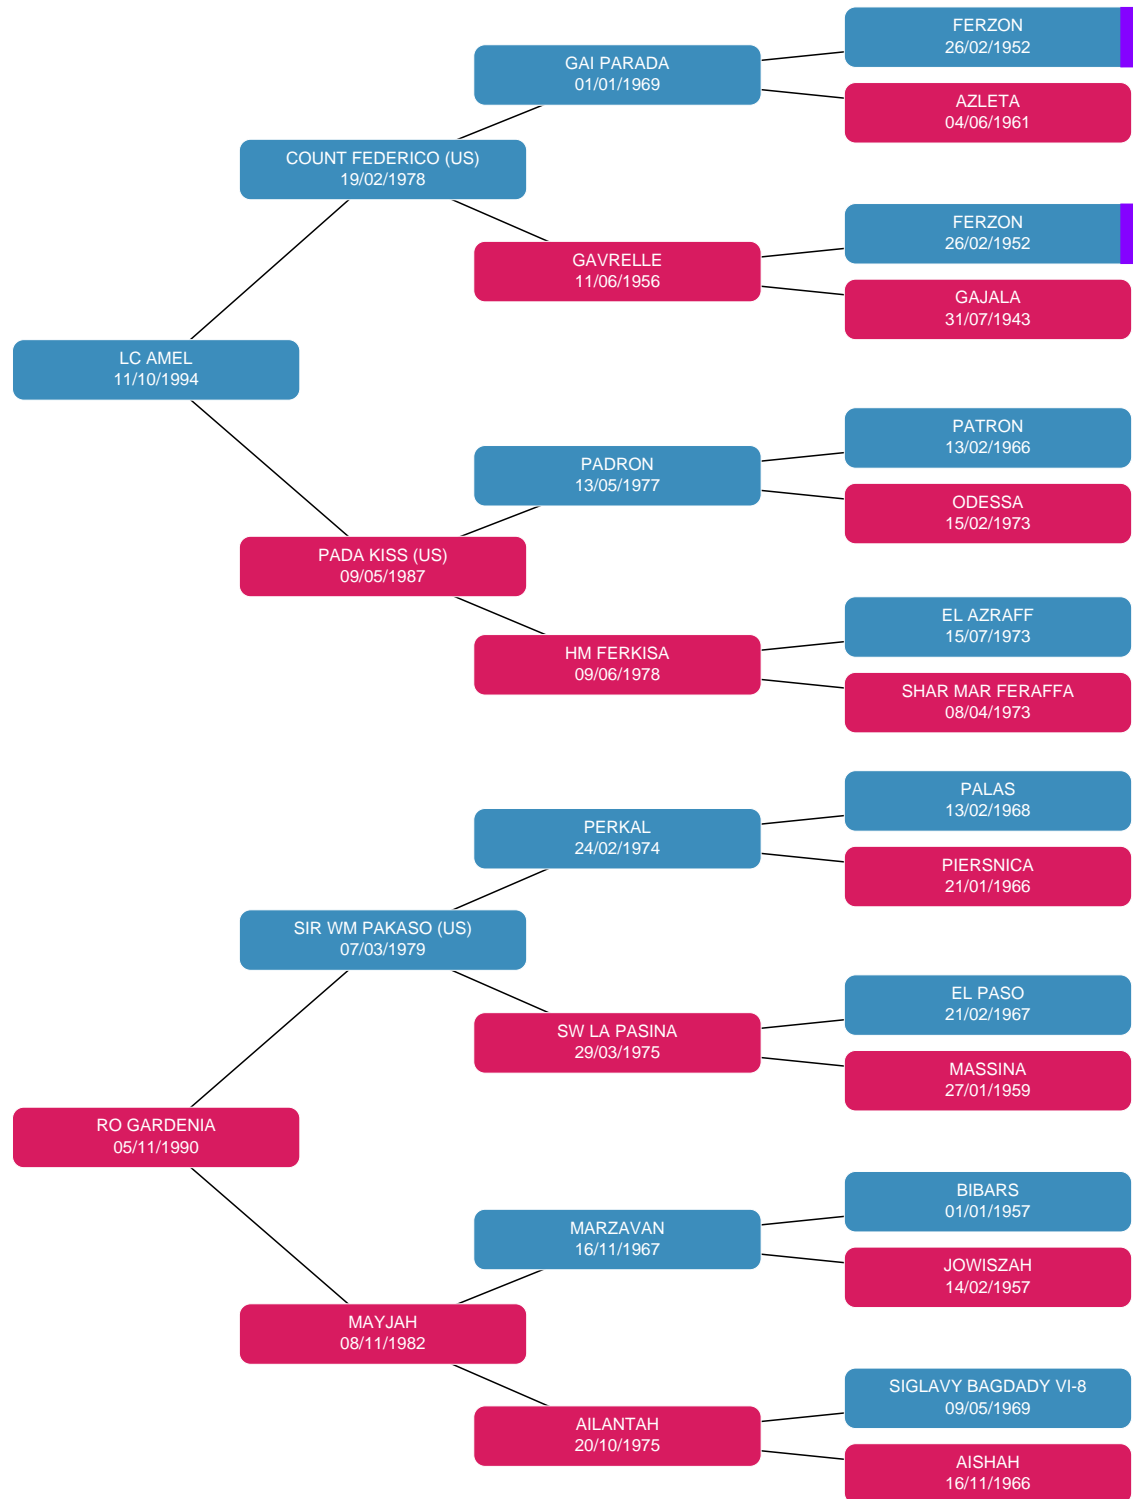 FERZON
26/02/1952
GAI PARADA
01/01/1969
AZLETA
04/06/1961
COUNT FEDERICO (US)
19/02/1978
FERZON
26/02/1952
GAVRELLE
11/06/1956
GAJALA
31/07/1943
LC AMEL
11/10/1994
PATRON
13/02/1966
PADRON
13/05/1977
ODESSA
15/02/1973
PADA KISS (US)
09/05/1987
EL AZRAFF
15/07/1973
HM FERKISA
09/06/1978
SHAR MAR FERAFFA
08/04/1973
PALAS
13/02/1968
PERKAL
24/02/1974
PIERSNICA
21/01/1966
SIR WM PAKASO (US)
07/03/1979
EL PASO
21/02/1967
SW LA PASINA
29/03/1975
MASSINA
27/01/1959
RO GARDENIA
05/11/1990
BIBARS
01/01/1957
MARZAVAN
16/11/1967
JOWISZAH
14/02/1957
MAYJAH
08/11/1982
SIGLAVY BAGDADY VI-8
09/05/1969
AILANTAH
20/10/1975
AISHAH
16/11/1966